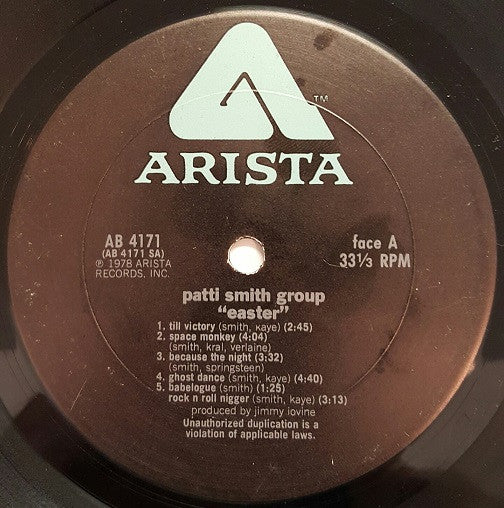 TM
ARISTA
AB 4171
(AB 4171 SA)
℗ 1978 ARISTA
RECORDS, INC.
face A
33⅓ RPM
patti smith group
"easter"
1. till victory (smith, kaye) (2:45)
2. space monkey (4:04)
(smith, kral, verlaine)
3. because the night (3:32)
(smith, springsteen)
4. ghost dance (smith, kaye) (4:40)
5. babelogue (smith) (1:25)
rock n roll nigger (smith, kaye) (3:13)
produced by jimmy iovine
Unauthorized duplication is a
violation of applicable laws.